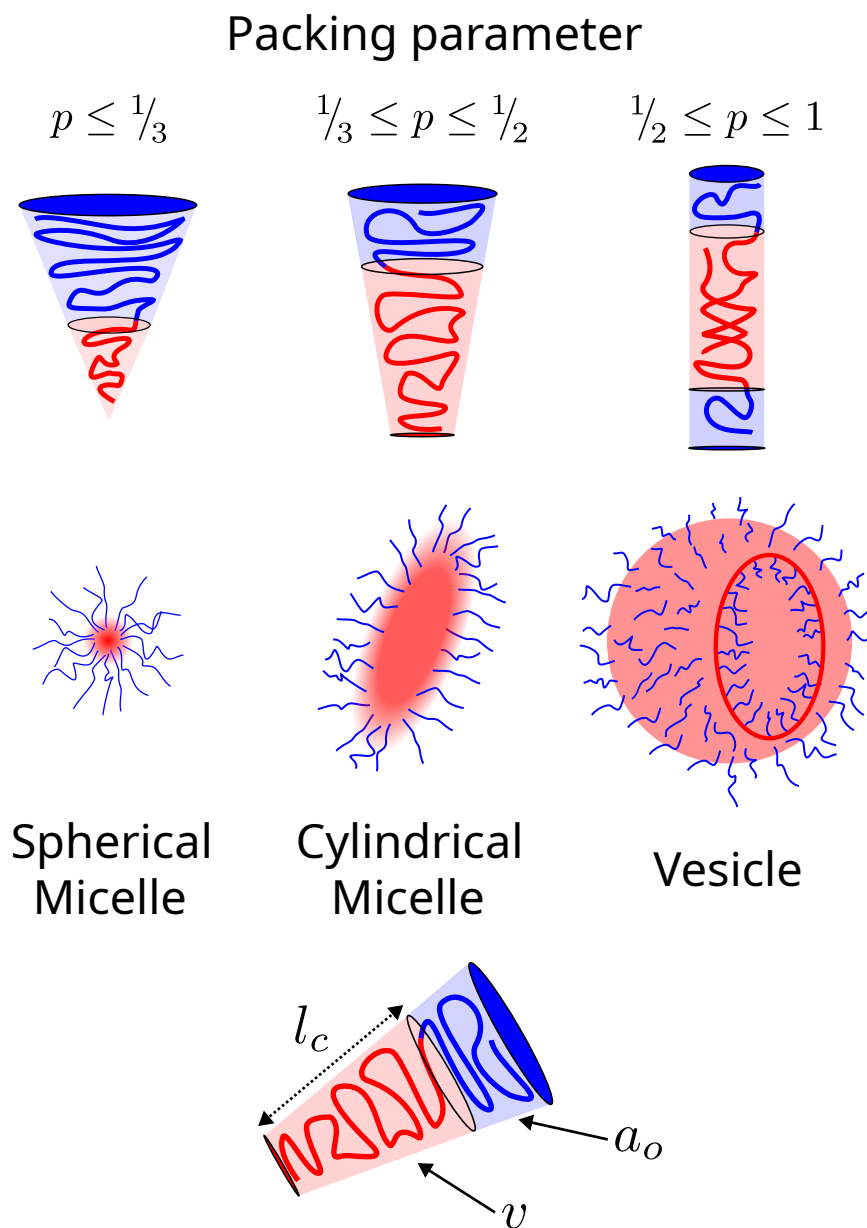 Packing parameter
p ≤ 1/3
1/3 ≤ p ≤ 1/2
1/2 ≤ p ≤ 1
Spherical
Micelle
Cylindrical
Micelle
Vesicle
l_c
a_o
v